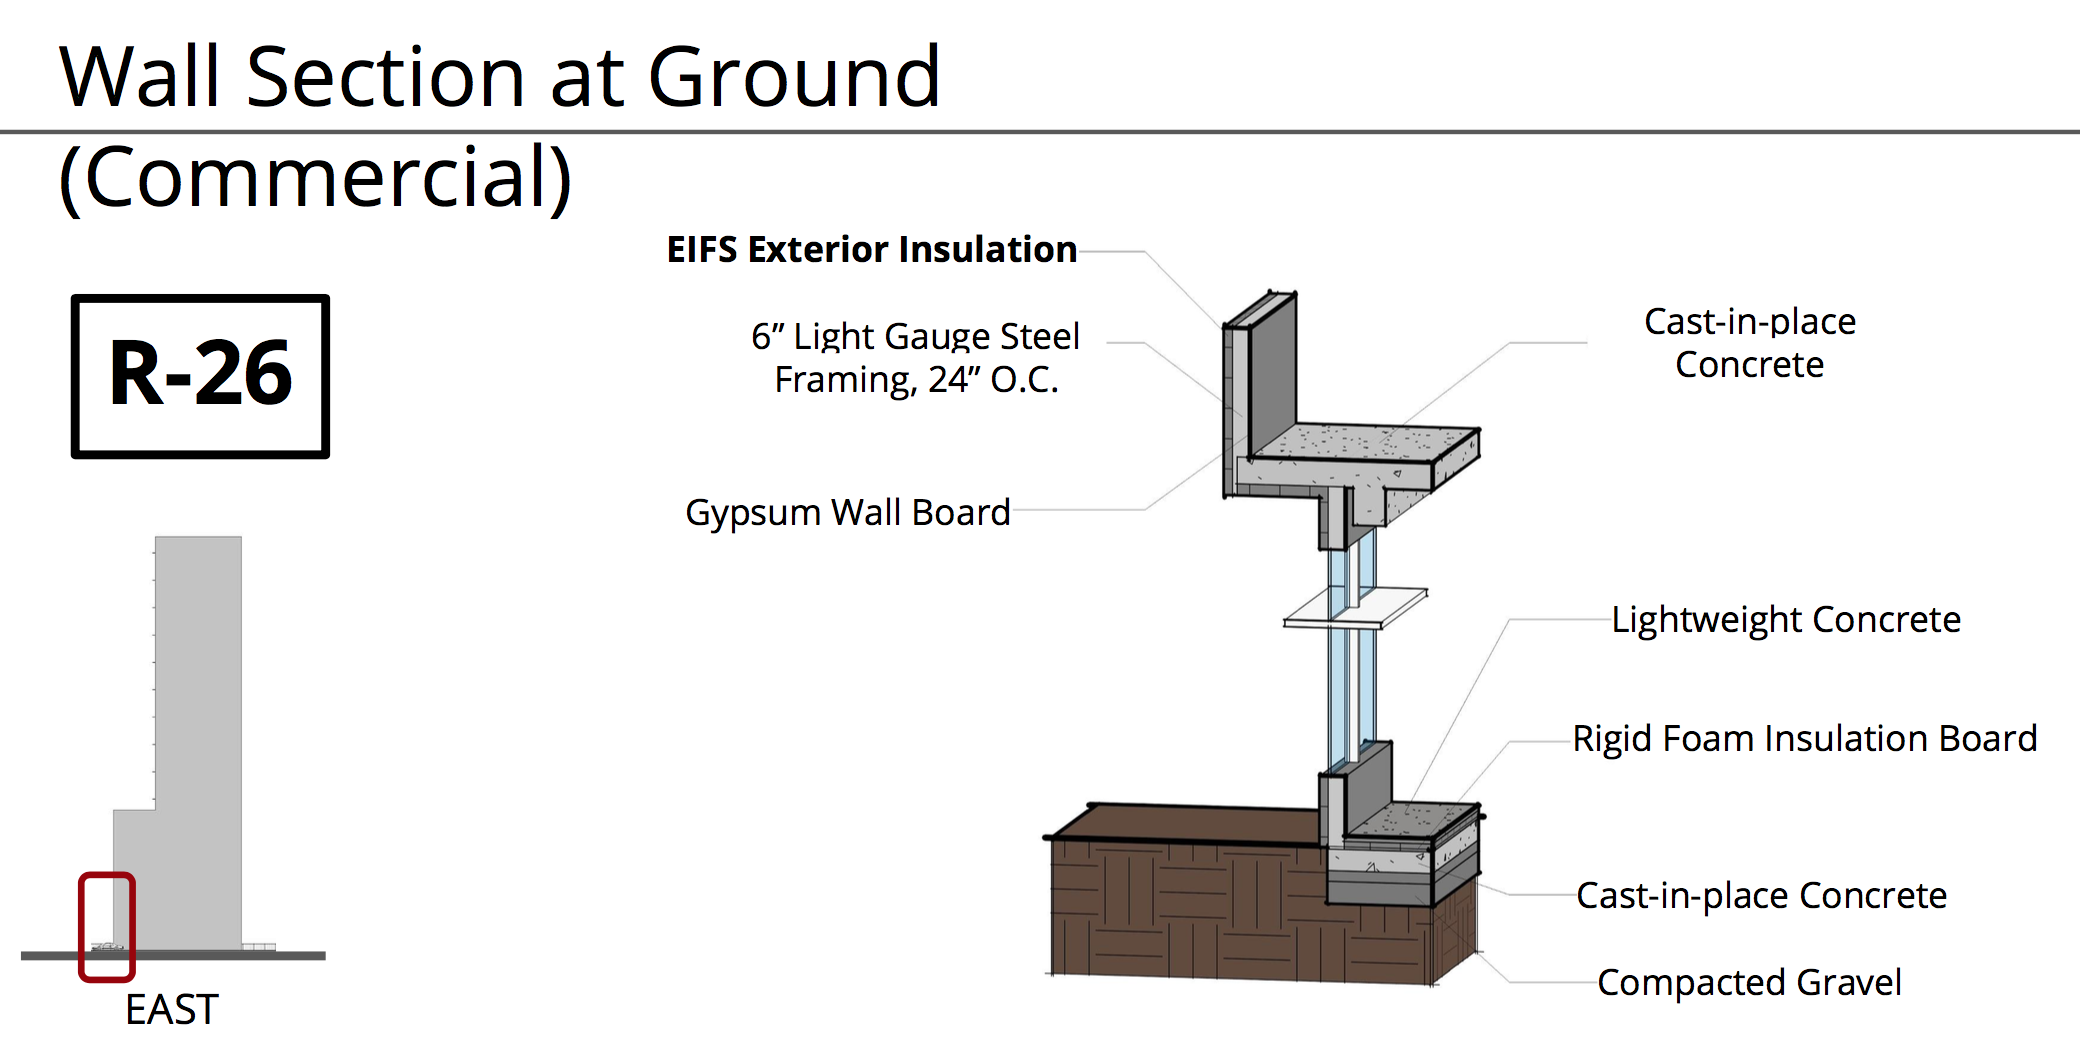 Wall Section at Ground
(Commercial)
EIFS Exterior Insulation
R-26
6” Light Gauge Steel
Framing, 24” O.C.
Cast-in-place
Concrete
Gypsum Wall Board
Lightweight Concrete
Rigid Foam Insulation Board
Cast-in-place Concrete
Compacted Gravel
EAST